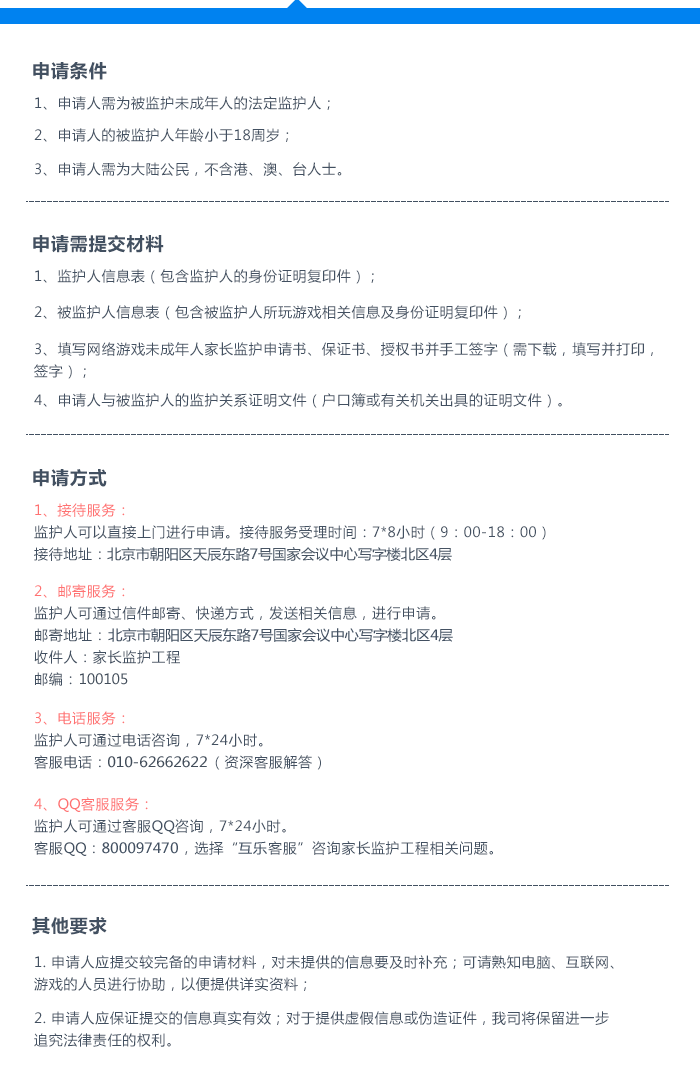 申请条件
1、申请人需为被监护未成年人的法定监护人；
2、申请人的被监护人年龄小于18周岁；
3、申请人需为大陆公民，不含港、澳、台人士。
申请需提交材料
1、监护人信息表（包含监护人的身份证明复印件）；
2、被监护人信息表（包含被监护人所玩游戏相关信息及身份证明复印件）；
3、填写网络游戏未成年人家长监护申请书、保证书、授权书并手工签字（需下载，填写并打印，
签字）；
4、申请人与被监护人的监护关系证明文件（户口簿或有关机关出具的证明文件）。
申请方式
1、接待服务：
监护人可以直接上门进行申请。接待服务受理时间：7*8小时（9：00-18：00）
接待地址：北京市朝阳区天辰东路7号国家会议中心写字楼北区4层
2、邮寄服务：
监护人可通过信件邮寄、快递方式，发送相关信息，进行申请。
邮寄地址：北京市朝阳区天辰东路7号国家会议中心写字楼北区4层
收件人：家长监护工程
邮编：100105
3、电话服务：
监护人可通过电话咨询，7*24小时。
客服电话：010-62662622（资深客服解答）
4、QQ客服服务：
监护人可通过客服QQ咨询，7*24小时。
客服QQ：800097470，选择“互乐客服”咨询家长监护工程相关问题。
其他要求
1. 申请人应提交较完备的申请材料，对未提供的信息要及时补充；可请熟知电脑、互联网、
游戏的人员进行协助，以便提供详实资料；
2. 申请人应保证提交的信息真实有效；对于提供虚假信息或伪造证件，我司将保留进一步
追究法律责任的权利。